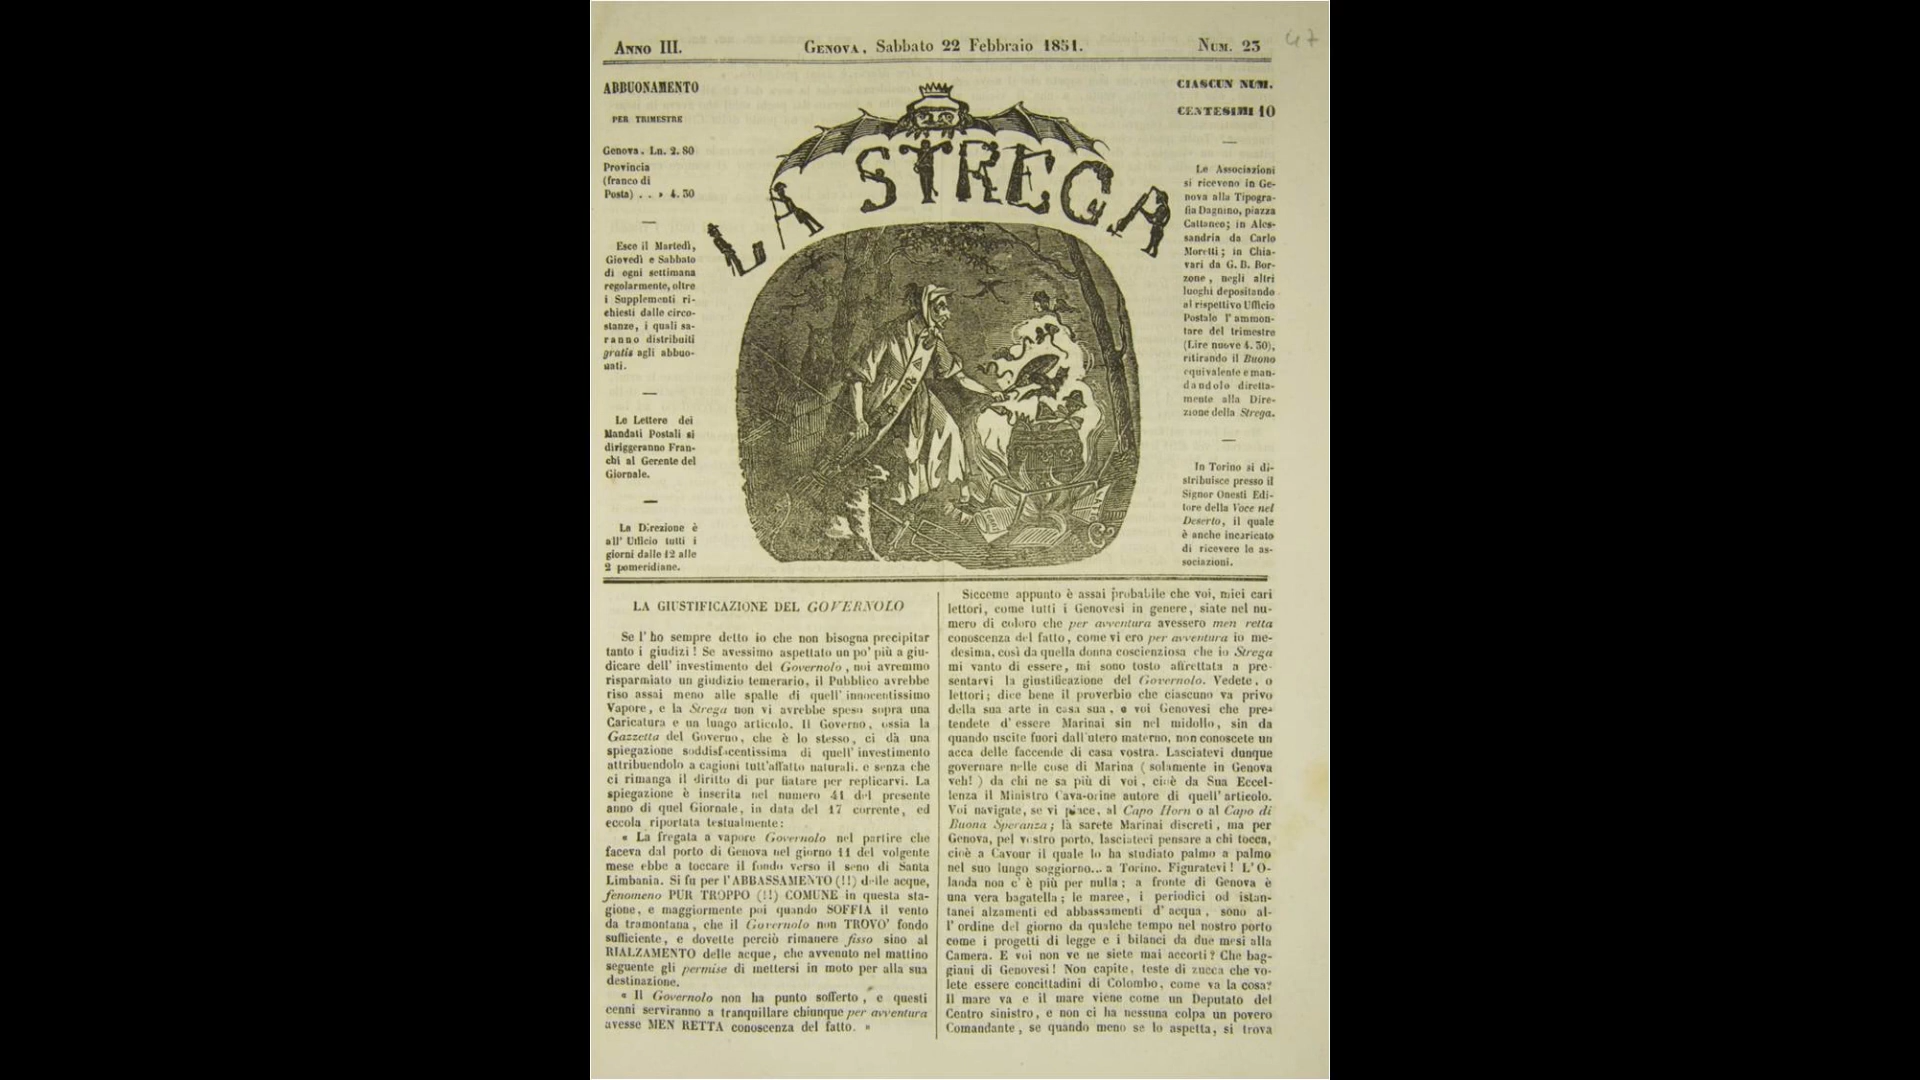 ANNO III.
GENOVA, Sabbato 22 Febbraio 1851.
NUM. 23
47
ABBUONAMENTO
PER TRIMESTRE
Genova. Ln. 2. 80
Provincia
(franco di
Posta) . . » 4. 30
Esce il Martedì,
Giovedì e Sabbato
di ogni settimana
regolarmente, oltre
i Supplementi ri-
chiesti dalle circo-
stanze, i quali sa-
ranno distribuiti
gratis agli abbuo-
nati.
Le Lettere dei
Mandati Postali si
diriggeranno Fran-
chi al Gerente del
Giornale.
La Direzione è
all' Ufficio tutti i
giorni dalle 12 alle
2 pomeridiane.
LA STREGA
CIASCUN NUM.
CENTESIMI 10
Le Associazioni
si riceveno in Ge-
nova alla Tipogra-
fia Dagnino, piazza
Cattaneo; in Ales-
sandria da Carlo
Moretti; in Chia-
vari da G. B. Bor-
zone, negli altri
luoghi depositando
al rispettivo Ufficio
Postale l' ammon-
tare del trimestre
(Lire nuove 4. 30),
ritirando il Buono
equivalente e man-
dandolo diretta-
mente alla Dire-
zione della Strega.
In Torino si di-
stribuisce presso il
Signor Onesti Edi-
tore della Voce nel
Deserto, il quale
è anche incaricato
di ricevere le as-
sociazioni.
LA GIUSTIFICAZIONE DEL GOVERNOLO
Se l' ho sempre detto io che non bisogna precipitar
tanto i giudizi! Se avessimo aspettato un po' più a giu-
dicare dell' investimento del Governolo, noi avremmo
risparmiato un giudizio temerario, il Pubblico avrebbe
riso assai meno alle spalle di quell' innocentissimo
Vapore, e la Strega non vi avrebbe speso sopra una
Caricatura e un lungo articolo. Il Governo, ossia la
Gazzetta del Governo, che è lo stesso, ci dà una
spiegazione soddisfacentissima di quell' investimento
attribuendolo a cagioni tutt'affatto naturali, e senza che
ci rimanga il diritto di pur fiatare per replicarvi. La
spiegazione è inserita nel numero 41 del presente
anno di quel Giornale, in data del 17 corrente, ed
eccola riportata testualmente:
« La fregata a vapore Governolo nel partire che
faceva dal porto di Genova nel giorno 11 del volgente
mese ebbe a toccare il fondo verso il seno di Santa
Limbania. Si fu per l'ABBASSAMENTO (!!) delle acque,
fenomeno PUR TROPPO (!!) COMUNE in questa sta-
gione, e maggiormente poi quando SOFFIA il vento
da tramontana, che il Governolo non TROVO' fondo
sufficiente, e dovette perciò rimanere fisso sino al
RIALZAMENTO delle acque, che avvenuto nel mattino
seguente gli permise di mettersi in moto per alla sua
destinazione.
« Il Governolo non ha punto sofferto, e questi
cenni serviranno a tranquillare chiunque per avventura
avesse MEN RETTA conoscenza del fatto. »
Siccome appunto è assai probabile che voi, miei cari
lettori, come tutti i Genovesi in genere, siate nel nu-
mero di coloro che per avventura avessero men retta
conoscenza del fatto, come vi ero per avventura io me-
desima, così da quella donna coscienziosa che io Strega
mi vanto di essere, mi sono tosto affrettata a pre-
sentarvi la giustificazione del Governolo. Vedete, o
lettori; dice bene il proverbio che ciascuno va privo
della sua arte in casa sua, e voi Genovesi che pre-
tendete d' essere Marinai sin nel midollo, sin da
quando uscite fuori dall'utero materno, non conoscete un
acca delle faccende di casa vostra. Lasciatevi dunque
governare nelle cose di Marina (solamente in Genova
veh!) da chi ne sa più di voi, cioè da Sua Eccel-
lenza il Ministro Cava-orine autore di quell' articolo.
Voi navigate, se vi piace, al Capo Horn o al Capo di
Buona Speranza; là sarete Marinai discreti, ma per
Genova, pel vostro porto, lasciateci pensare a chi tocca,
cioè a Cavour il quale lo ha studiato palmo a palmo
nel suo lungo soggiorno... a Torino. Figuratevi! L' O-
landa non c' è più per nulla; a fronte di Genova è
una vera bagatella; le maree, i periodici od istan-
tanei alzamenti ed abbassamenti d' acqua, sono al-
l' ordine del giorno da qualche tempo nel nostro porto
come i progetti di legge e i bilanci da due mesi alla
Camera. E voi non ve ne siete mai accorti? Che bag-
giani di Genovesi! Non capite, teste di zucca che vo-
lete essere concittadini di Colombo, come va la cosa?
Il mare va e il mare viene come un Deputato del
Centro sinistro, e non ci ha nessuna colpa un povero
Comandante, se quando meno se lo aspetta, si trova